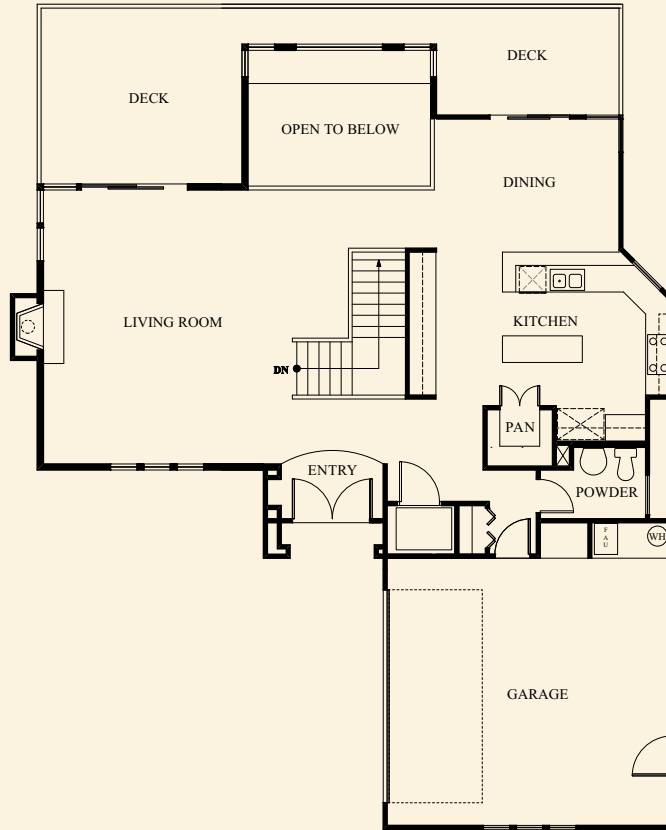 DECK
DECK
OPEN TO BELOW
DINING
LIVING ROOM
KITCHEN
DN
PAN
ENTRY
POWDER
F
A
U
WH
GARAGE